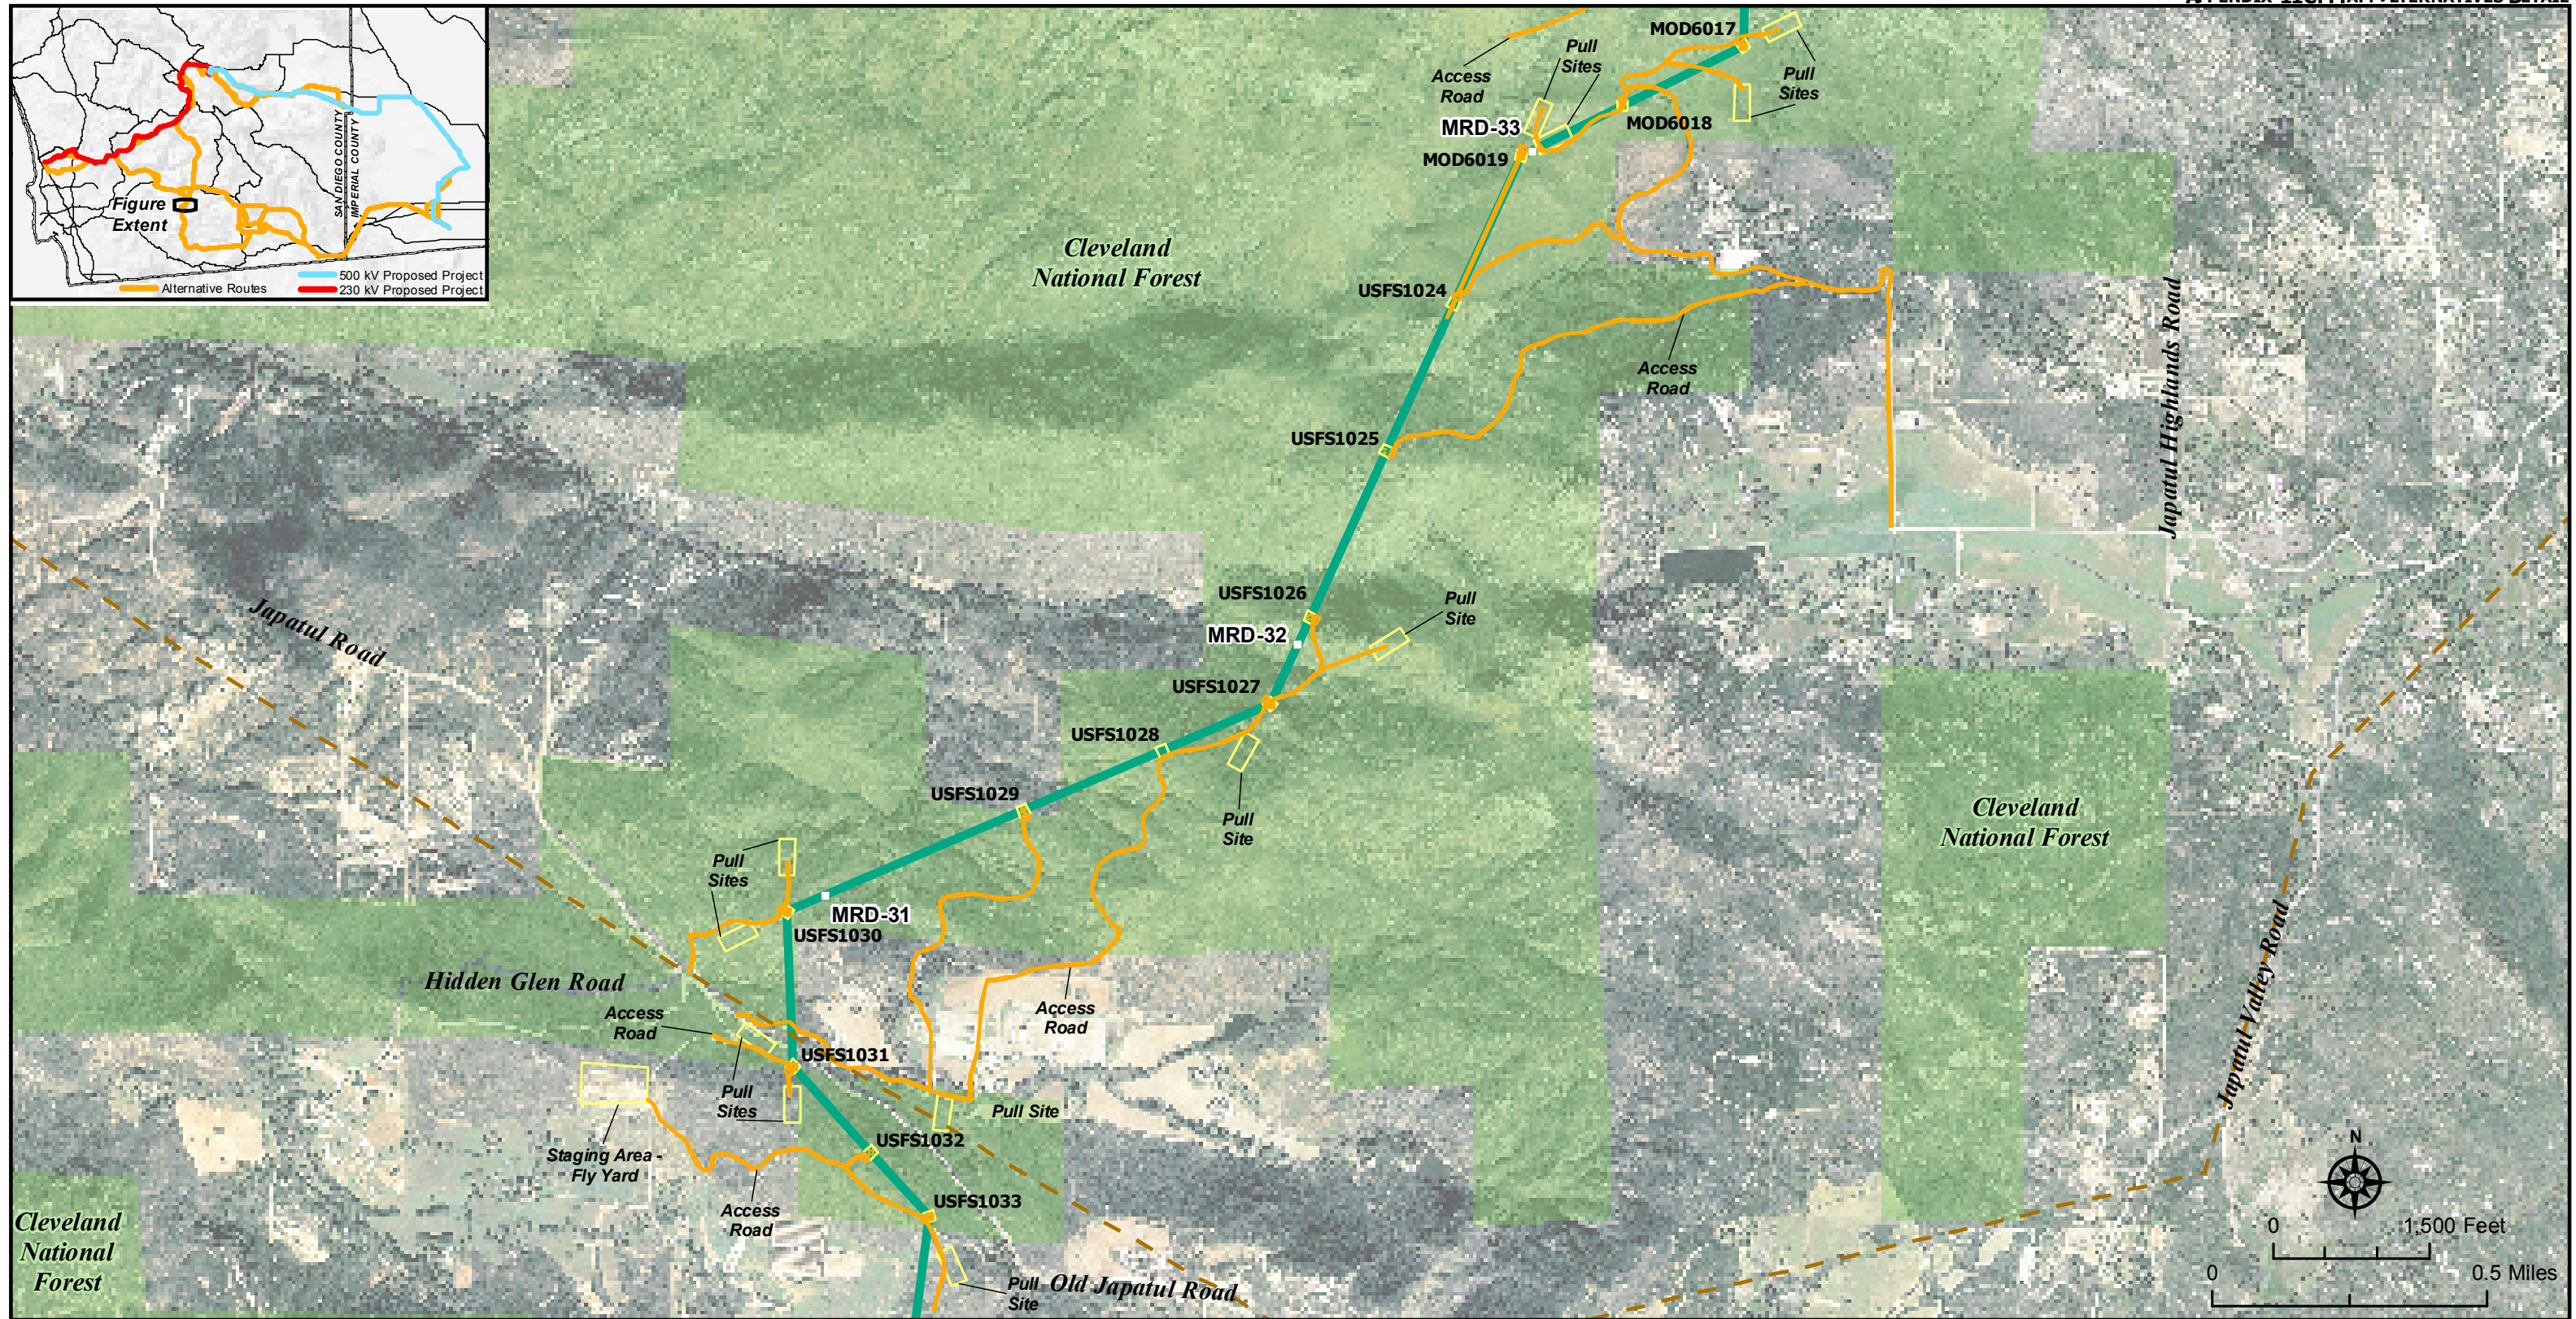 MOD6017
Pull
Sites
Access
Road
Pull
Sites
MRD-33
MOD6018
MOD6019
SAN DIEGO COUNTY
IMPERIAL COUNTY
Figure
Extent
500 kV Proposed Project
Alternative Routes
230 kV Proposed Project
Cleveland
National Forest
USFS1024
Japatul Highlands Road
Access
Road
USFS1025
USFS1026
Pull
Site
MRD-32
Japatul Road
USFS1027
USFS1028
USFS1029
Pull
Site
Cleveland
National Forest
Pull
Sites
MRD-31
USFS1030
Hidden Glen Road
Access
Road
Access
Road
Japatul Valley Road
USFS1031
Pull
Sites
Pull Site
USFS1032
Staging Area -
Fly Yard
N
USFS1033
Access
Road
Cleveland
National
Forest
0 1,500 Feet
Pull
Site
Old Japatul Road
0 0.5 Miles